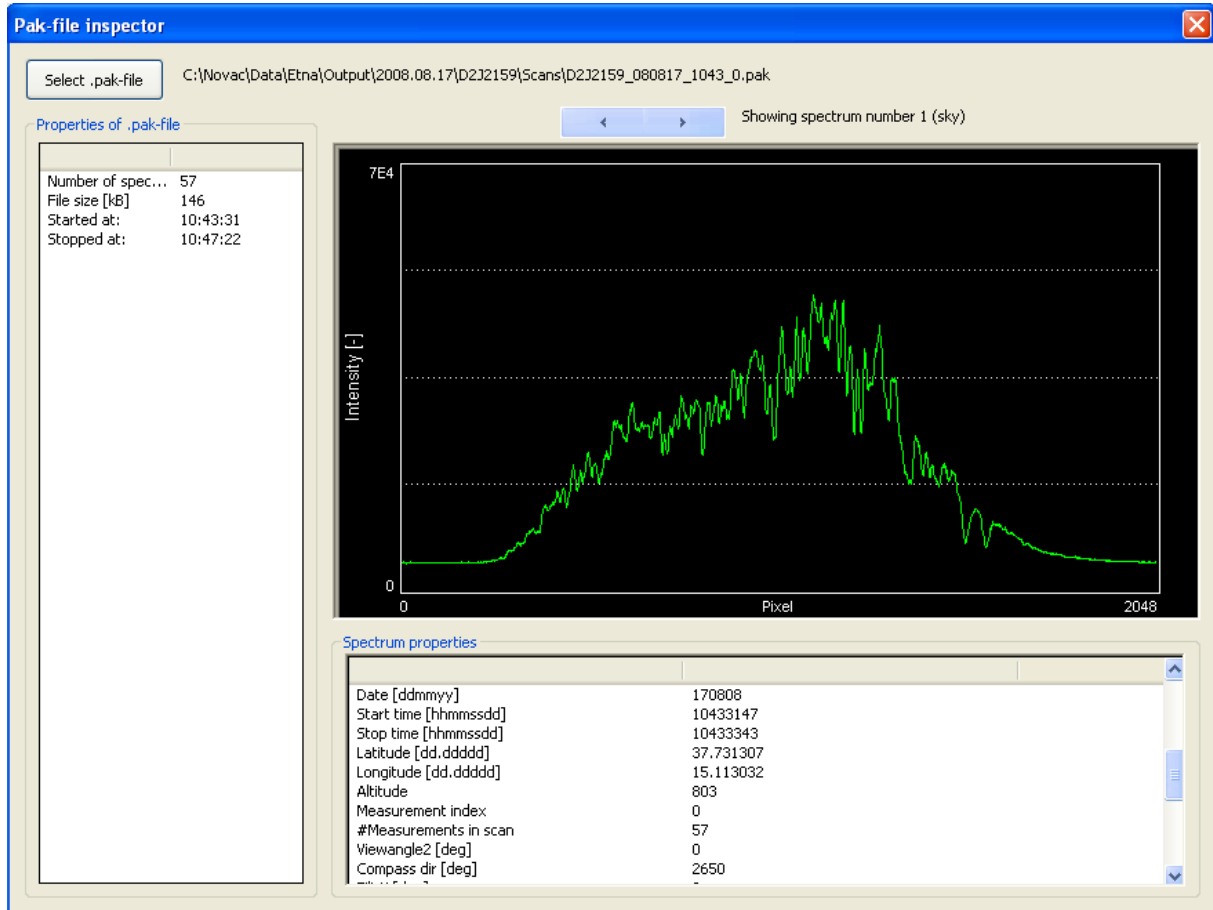 Pak-file inspector
Select .pak-file
C:\Novac\Data\Etna\Output\2008.08.17\D2J2159\Scans\D2J2159_080817_1043_0.pak
Showing spectrum number 1 (sky)
Properties of .pak-file
Number of spec... 57
File size [kB] 146
Started at: 10:43:31
Stopped at: 10:47:22
7E4
Intensity [-]
0
0 Pixel 2048
Spectrum properties
Date [ddmmyy] 170808
Start time [hhmmssdd] 10433147
Stop time [hhmmssdd] 10433343
Latitude [dd.ddddd] 37.731307
Longitude [dd.ddddd] 15.113032
Altitude 803
Measurement index 0
#Measurements in scan 57
Viewangle2 [deg] 0
Compass dir [deg] 2650